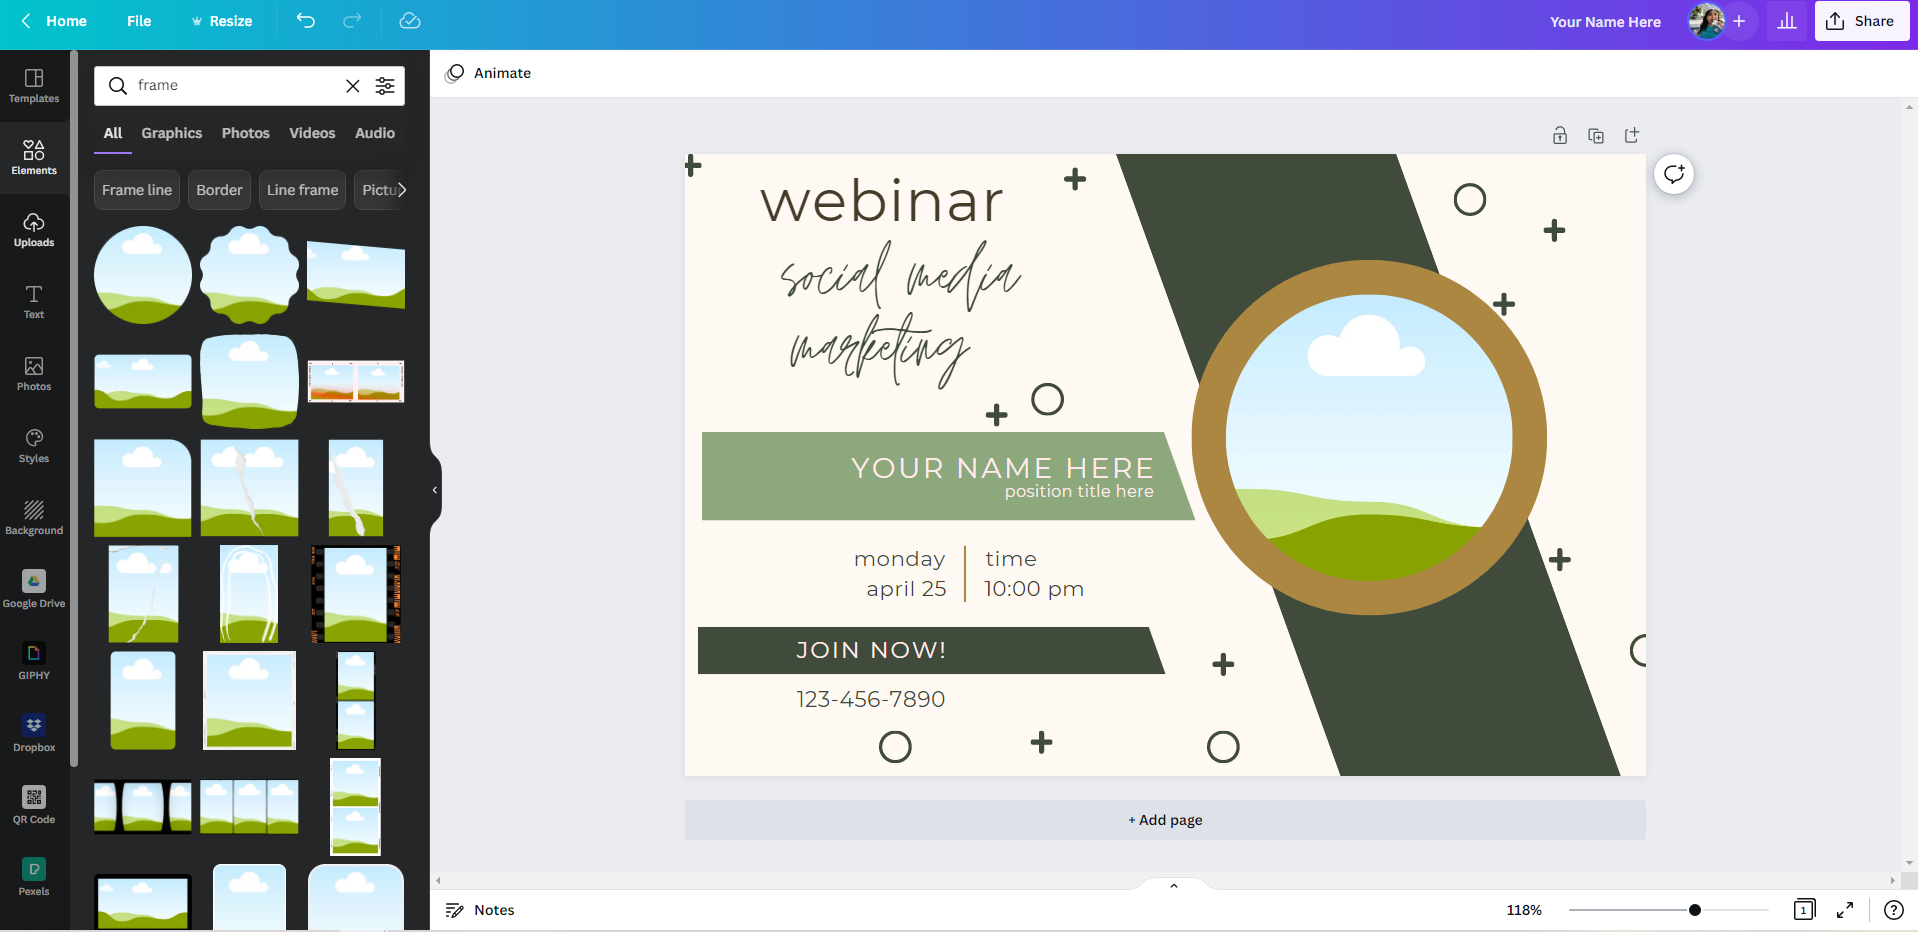 Home File Resize Your Name Here + Share
Animate
Templates
Elements
Uploads
Text
Photos
Styles
Background
Google Drive
GIPHY
Dropbox
QR Code
Pexels
frame
All Graphics Photos Videos Audio
Frame line Border Line frame Pictu
webinar
social media
marketing
YOUR NAME HERE
position title here
monday time
april 25 10:00 pm
JOIN NOW!
123-456-7890
+ Add page
Notes 118% 1 ?